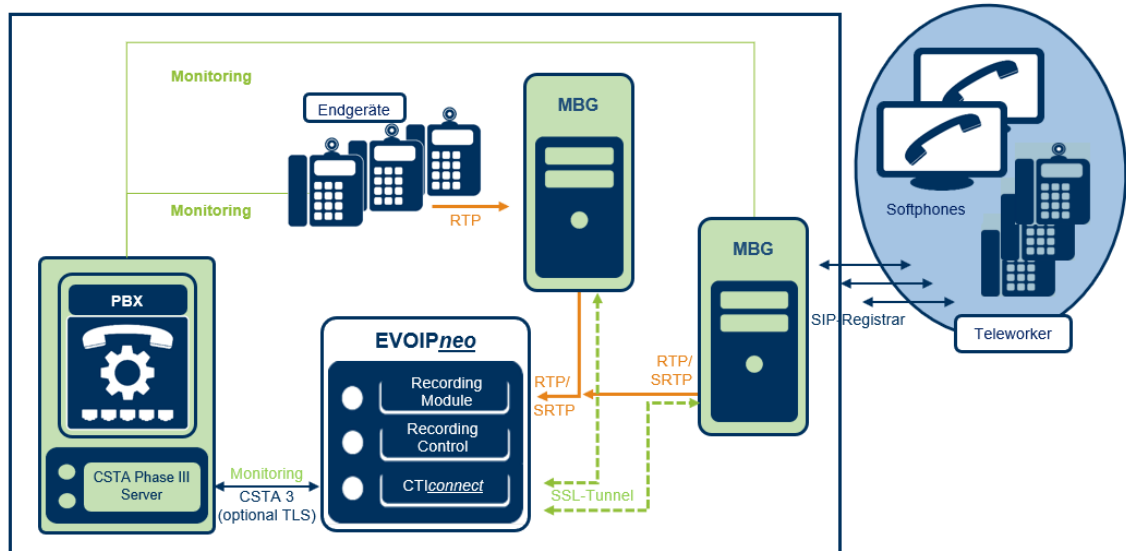 Monitoring
Endgeräte
MBG
Monitoring
RTP
Softphones
MBG
SIP-Registrar
Teleworker
PBX
EVOIPneo
Recording
Module
RTP/
SRTP
RTP/
SRTP
Recording
Control
CSTA Phase III
Server
Monitoring
CSTA 3
(optional TLS)
CTIconnect
SSL-Tunnel